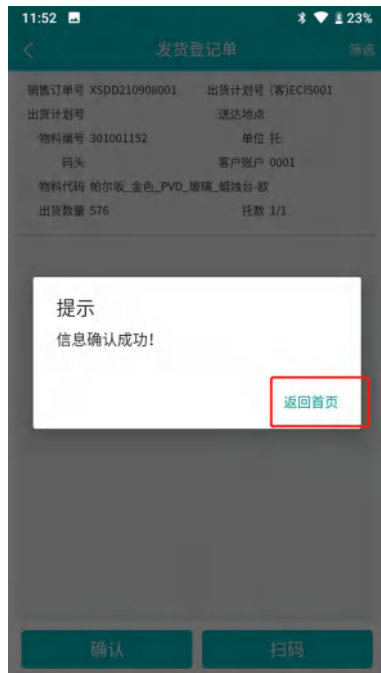 11:52 23%
发货登记单 筛选
销售订单号 XSDD210908001 出货计划号 (客)ECIS001
出货计划号 送达地点
物料编号 301001152 单位 托
码头 客户账户 0001
物料代码 帕尔坂_金色_PVD_玻璃_蜡烛台-欧
出货数量 576 托数 1/1
提示
信息确认成功!
返回首页
确认 扫码